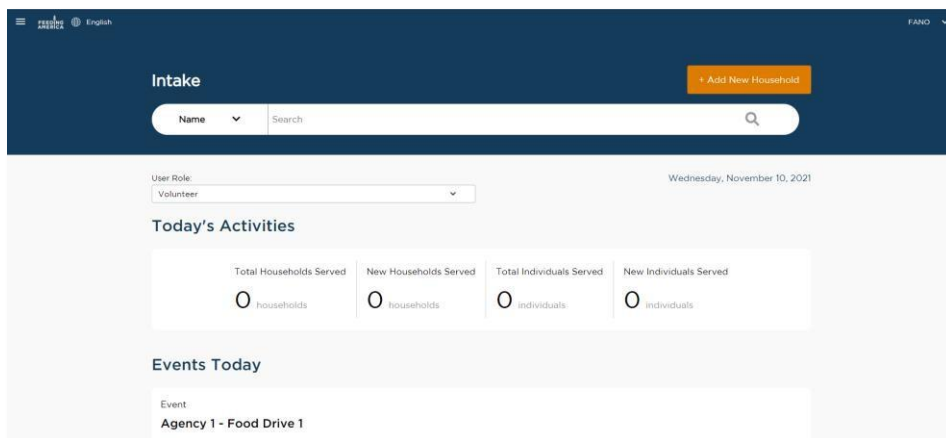 FEEDING AMERICA English FANO
Intake + Add New Household
Name Search
User Role: Wednesday, November 10, 2021
Volunteer
Today's Activities
Total Households Served New Households Served Total Individuals Served New Individuals Served
0 households 0 households 0 individuals 0 individuals
Events Today
Event
Agency 1 - Food Drive 1